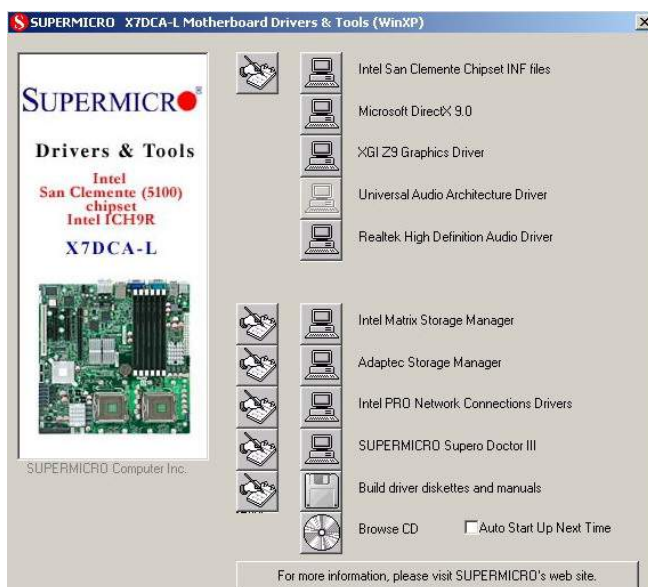 SUPERMICRO X7DCA-L Motherboard Drivers & Tools (WinXP)
SUPERMICRO®
Drivers & Tools
Intel
San Clemente (5100)
chipset
Intel ICH9R
X7DCA-L
SUPERMICRO Computer Inc.
Intel San Clemente Chipset INF files
Microsoft DirectX 9.0
XGI Z9 Graphics Driver
Universal Audio Architecture Driver
Realtek High Definition Audio Driver
Intel Matrix Storage Manager
Adaptec Storage Manager
Intel PRO Network Connections Drivers
SUPERMICRO Supero Doctor III
Build driver diskettes and manuals
Browse CD
Auto Start Up Next Time
For more information, please visit SUPERMICRO's web site.